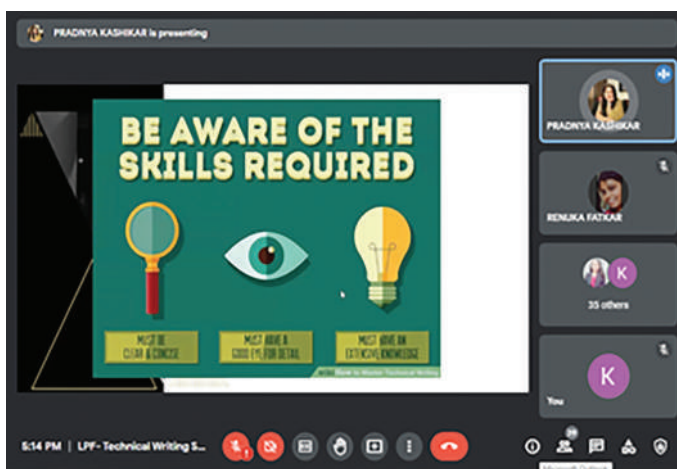 PRADNYA KASHIKAR is presenting
BE AWARE OF THE
SKILLS REQUIRED
MUST BE
CLEAR & CONCISE
MUST HAVE A
GOOD EYE FOR DETAIL
MUST HAVE AN
EXTENSIVE KNOWLEDGE
wiki How to Master Technical Writing
PRADNYA KASHIKAR
RENUKA FATKAR
K
35 others
K
You
5:14 PM | LPF- Technical Writing S...